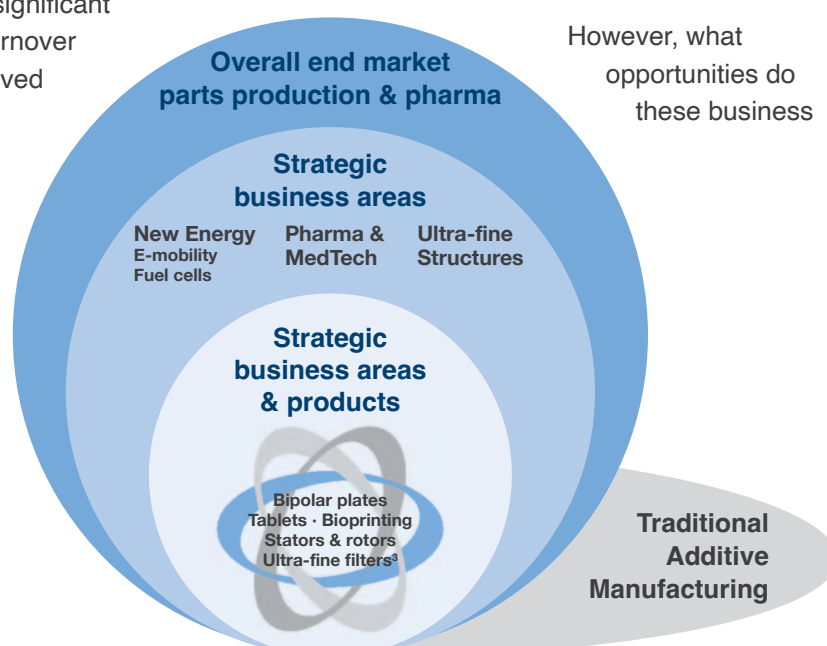 significant
Overall end market
parts production & pharma
However, what
opportunities do
these business
Strategic
business areas
New Energy
E-mobility
Fuel cells
Pharma &
MedTech
Ultra-fine
Structures
Strategic
business areas
& products
Bipolar plates
Tablets · Bioprinting
Stators & rotors
Ultra-fine filters³
Traditional
Additive
Manufacturing